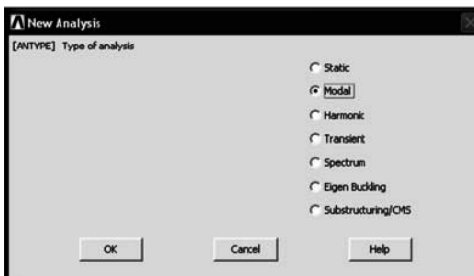 New Analysis
[ANTYPE] Type of analysis
Static
Modal
Harmonic
Transient
Spectrum
Eigen Buckling
Substructuring/CMS
OK Cancel Help